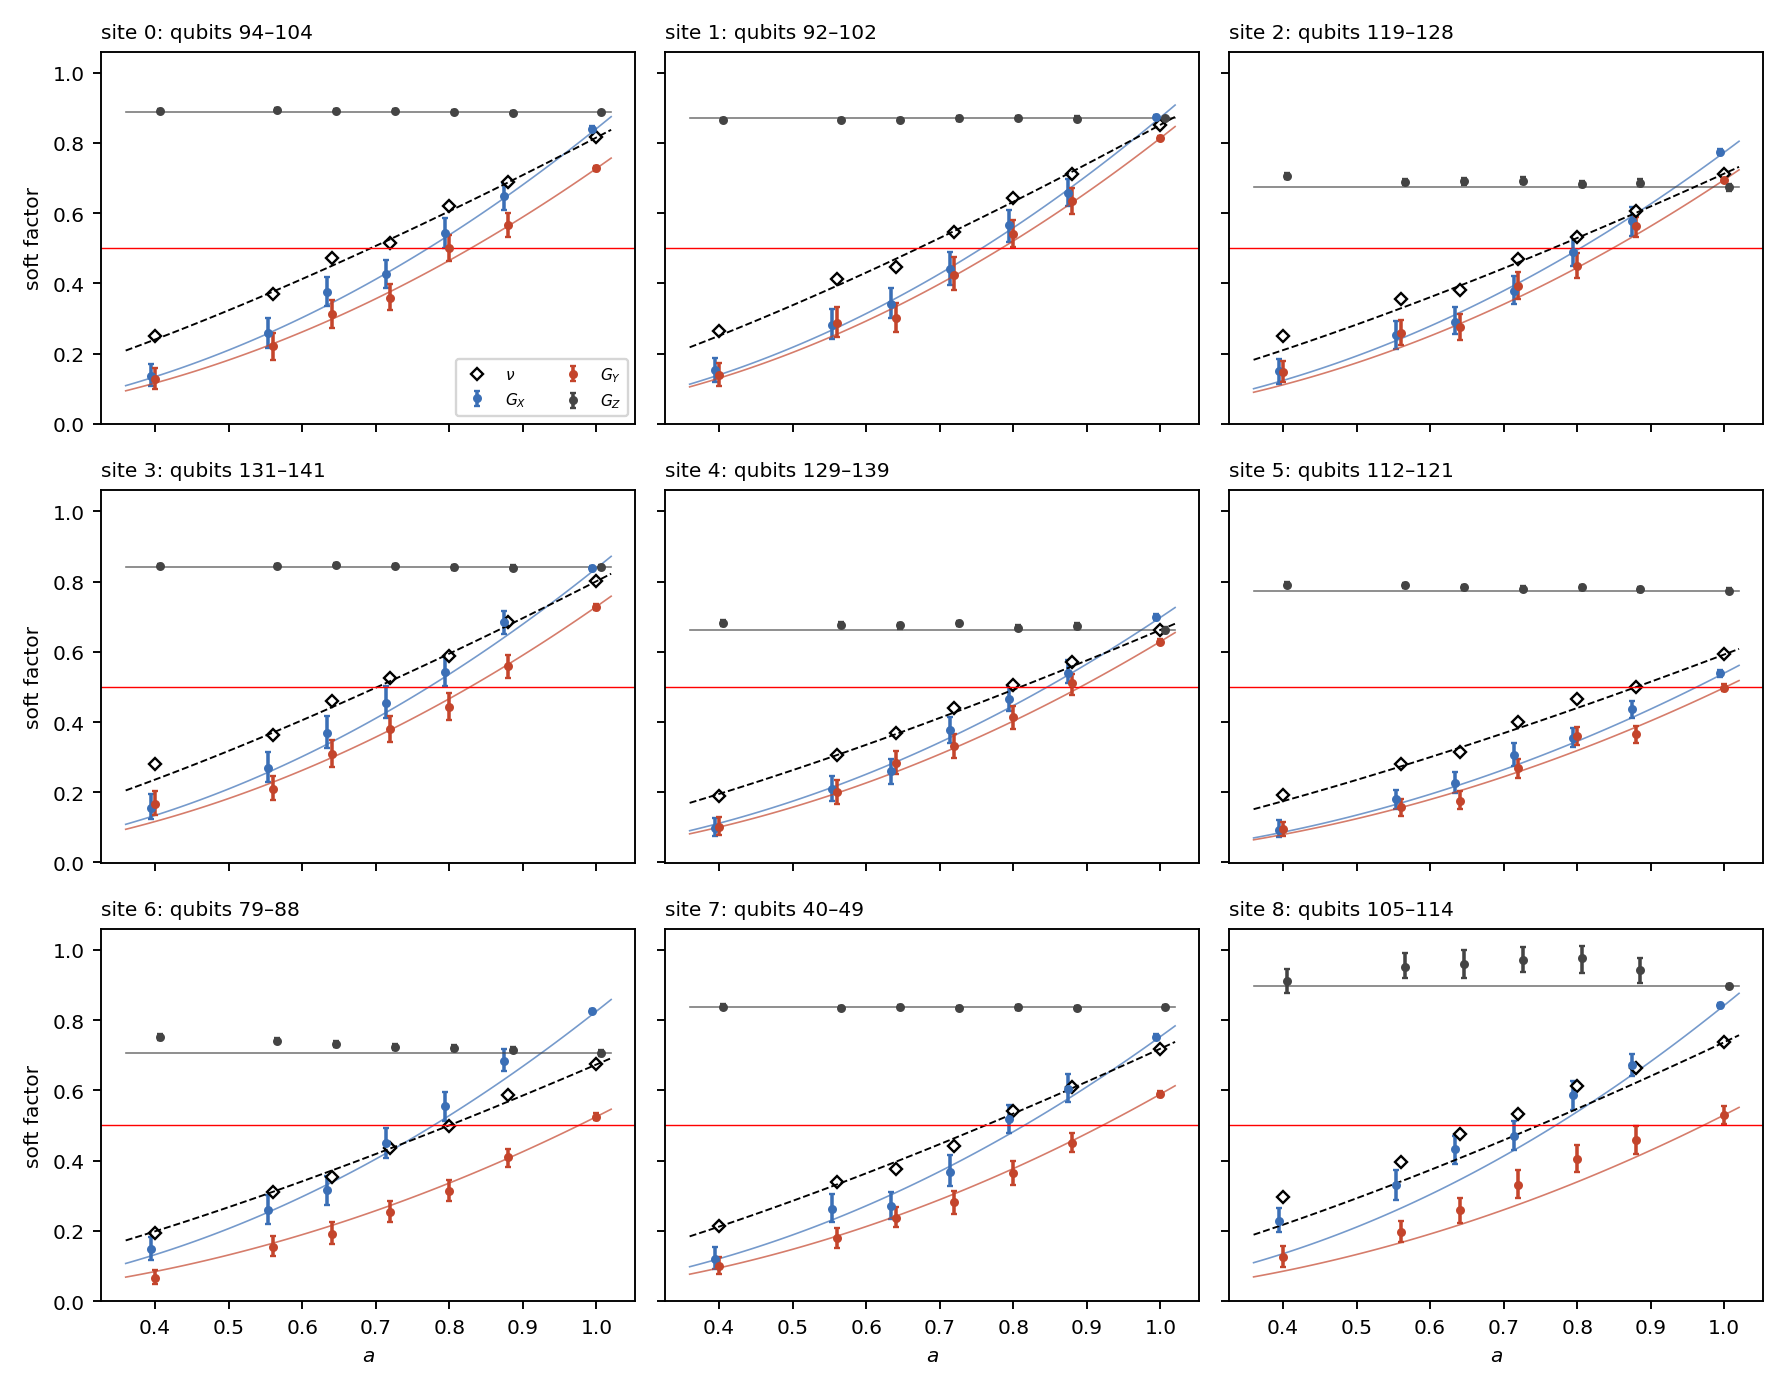 site 0: qubits 94–104
site 1: qubits 92–102
site 2: qubits 119–128
soft factor
1.0
0.8
0.6
0.4
0.2
0.0
ν
G_X
G_Y
G_Z
site 3: qubits 131–141
site 4: qubits 129–139
site 5: qubits 112–121
soft factor
1.0
0.8
0.6
0.4
0.2
0.0
site 6: qubits 79–88
site 7: qubits 40–49
site 8: qubits 105–114
soft factor
1.0
0.8
0.6
0.4
0.2
0.0
0.4 0.5 0.6 0.7 0.8 0.9 1.0
0.4 0.5 0.6 0.7 0.8 0.9 1.0
0.4 0.5 0.6 0.7 0.8 0.9 1.0
a
a
a